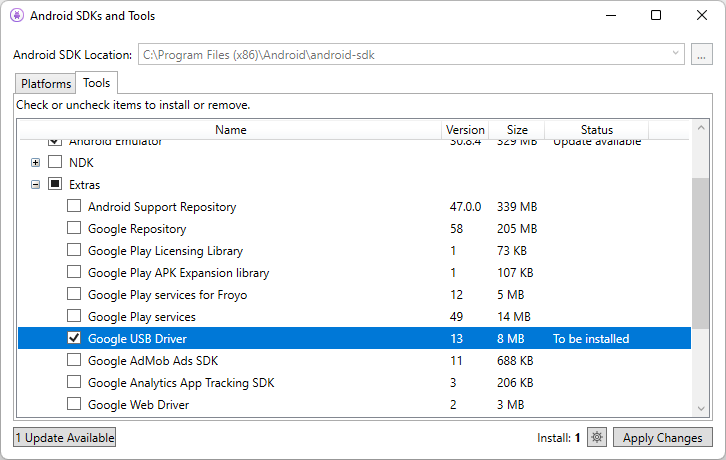 Android SDKs and Tools
Android SDK Location: C:\Program Files (x86)\Android\android-sdk ...
Platforms Tools
Check or uncheck items to install or remove.
Name Version Size Status
Android Emulator 30.8.4 329 MB Update available
NDK
Extras
Android Support Repository 47.0.0 339 MB
Google Repository 58 205 MB
Google Play Licensing Library 1 73 KB
Google Play APK Expansion library 1 107 KB
Google Play services for Froyo 12 5 MB
Google Play services 49 14 MB
Google USB Driver 13 8 MB To be installed
Google AdMob Ads SDK 11 688 KB
Google Analytics App Tracking SDK 3 206 KB
Google Web Driver 2 3 MB
1 Update Available Install: 1 Apply Changes